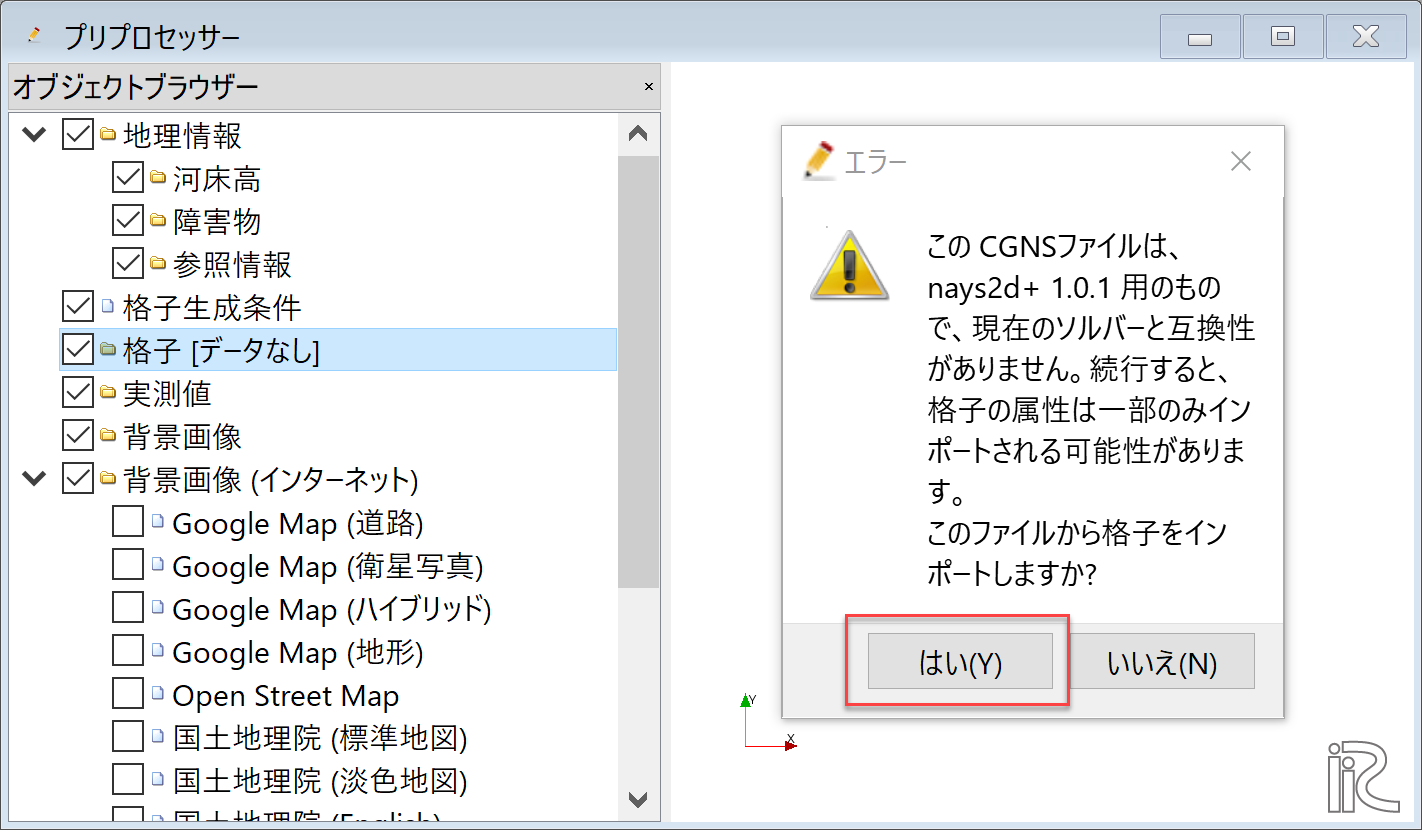 プリプロセッサー
オブジェクトブラウザー
地理情報
河床高
障害物
参照情報
格子生成条件
格子 [データなし]
実測値
背景画像
背景画像 (インターネット)
Google Map (道路)
Google Map (衛星写真)
Google Map (ハイブリッド)
Google Map (地形)
Open Street Map
国土地理院 (標準地図)
国土地理院 (淡色地図)
国土地理院 (English)
エラー
この CGNSファイルは、
nays2d+ 1.0.1 用のもの
で、現在のソルバーと互換性
がありません。続行すると、
格子の属性は一部のみイン
ポートされる可能性がありま
す。
このファイルから格子をイン
ポートしますか?
はい(Y)
いいえ(N)
Y
X
iRIC